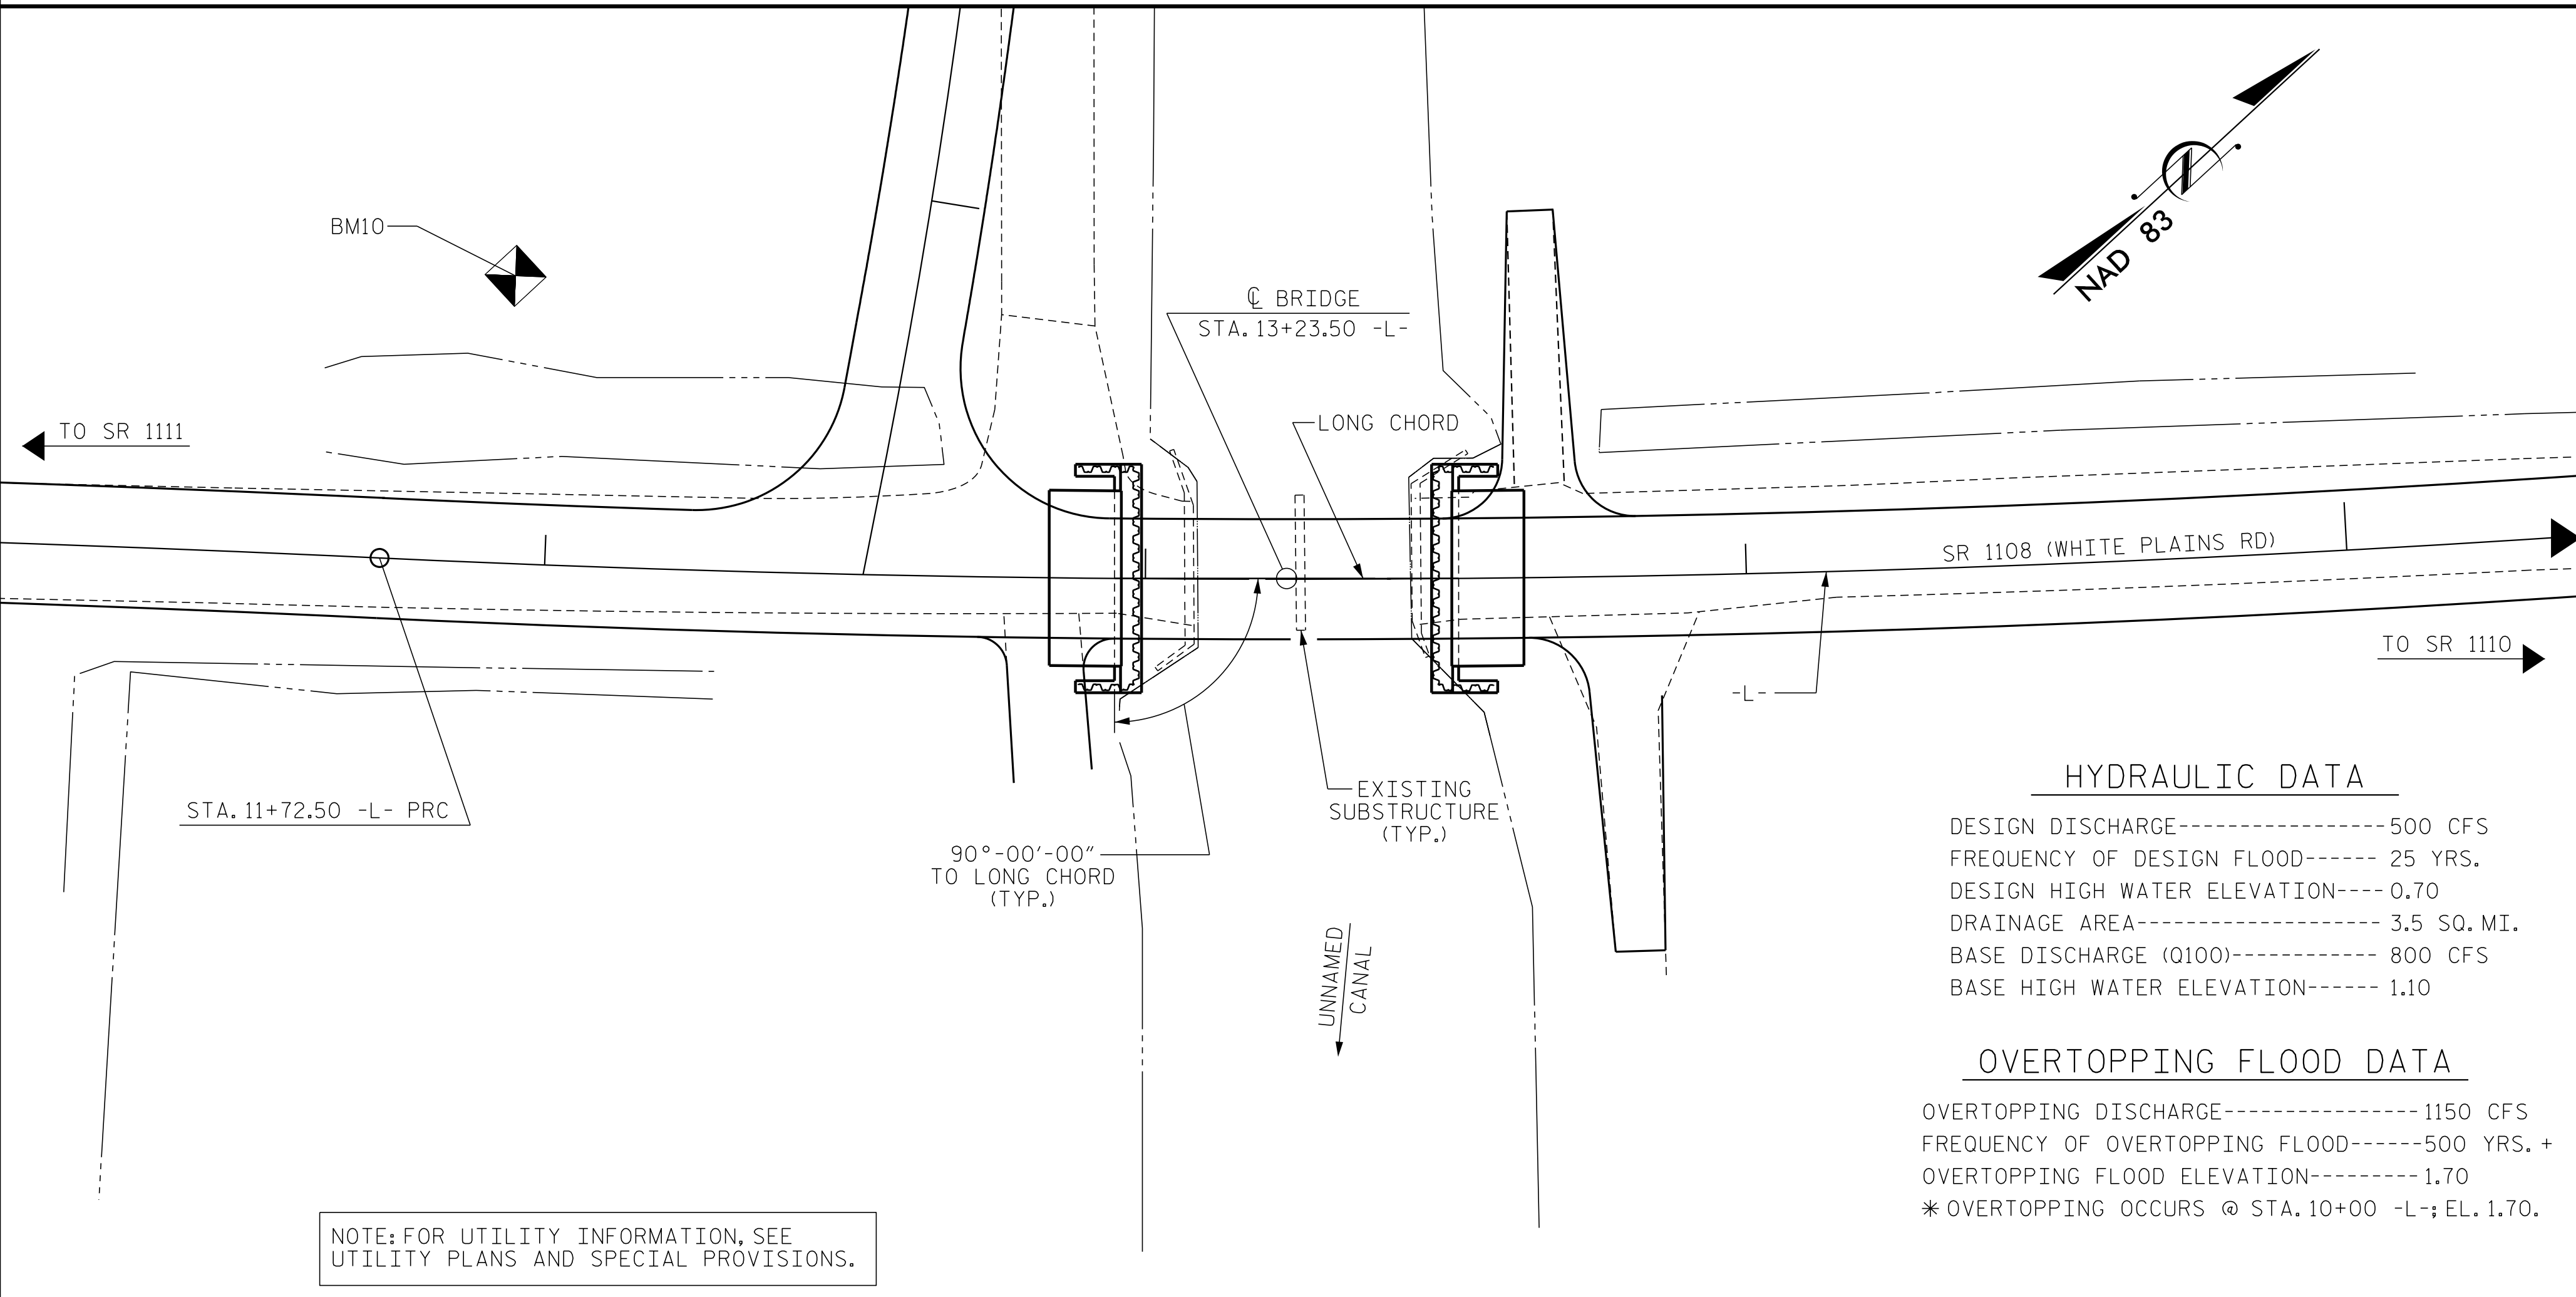 BM10
NAD 83
℄ BRIDGE
STA. 13+23.50 -L-
TO SR 1111
LONG CHORD
SR 1108 (WHITE PLAINS RD)
TO SR 1110
-L-
STA. 11+72.50 -L- PRC
EXISTING
SUBSTRUCTURE
(TYP.)
90°-00'-00"
TO LONG CHORD
(TYP.)
UNNAMED
CANAL
HYDRAULIC DATA
DESIGN DISCHARGE-----------------500 CFS
FREQUENCY OF DESIGN FLOOD------ 25 YRS.
DESIGN HIGH WATER ELEVATION---- 0.70
DRAINAGE AREA-------------------- 3.5 SQ. MI.
BASE DISCHARGE (Q100)------------ 800 CFS
BASE HIGH WATER ELEVATION------ 1.10
OVERTOPPING FLOOD DATA
OVERTOPPING DISCHARGE----------------1150 CFS
FREQUENCY OF OVERTOPPING FLOOD------500 YRS. +
OVERTOPPING FLOOD ELEVATION---------1.70
* OVERTOPPING OCCURS @ STA. 10+00 -L-; EL. 1.70.
NOTE: FOR UTILITY INFORMATION, SEE
UTILITY PLANS AND SPECIAL PROVISIONS.